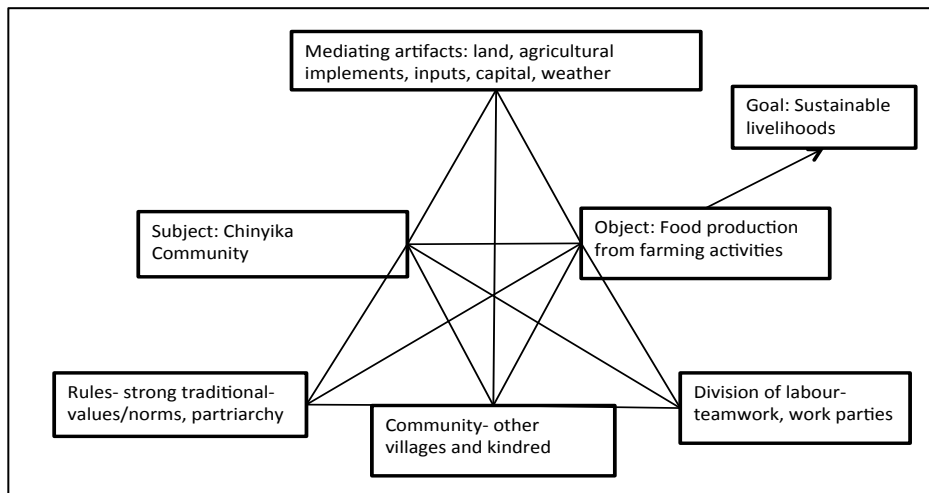 Mediating artifacts: land, agricultural
implements, inputs, capital, weather
Goal: Sustainable
livelihoods
Subject: Chinyika
Community
Object: Food production
from farming activities
Rules- strong traditional-
values/norms, partriarchy
Community- other
villages and kindred
Division of labour-
teamwork, work parties